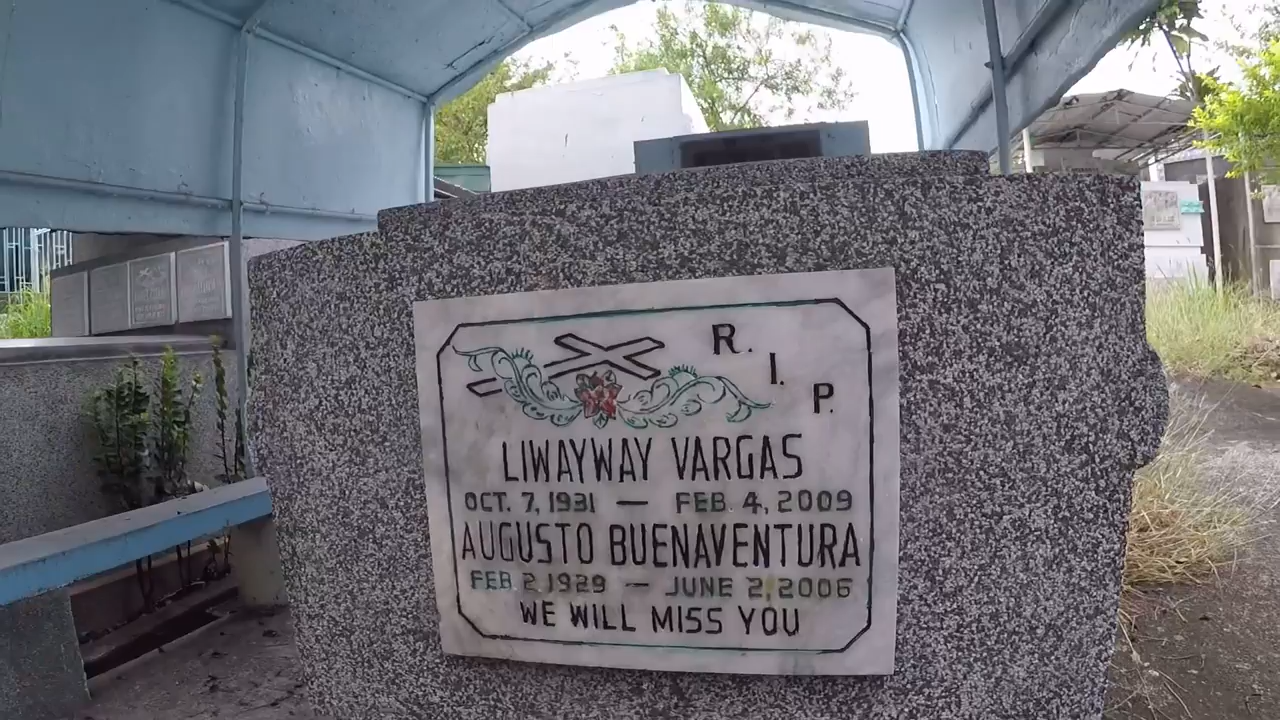 R. I. P.
LIWAYWAY VARGAS
OCT. 7, 1931 — FEB. 4, 2009
AUGUSTO BUENAVENTURA
FEB. 2, 1929 — JUNE 2, 2006
WE WILL MISS YOU